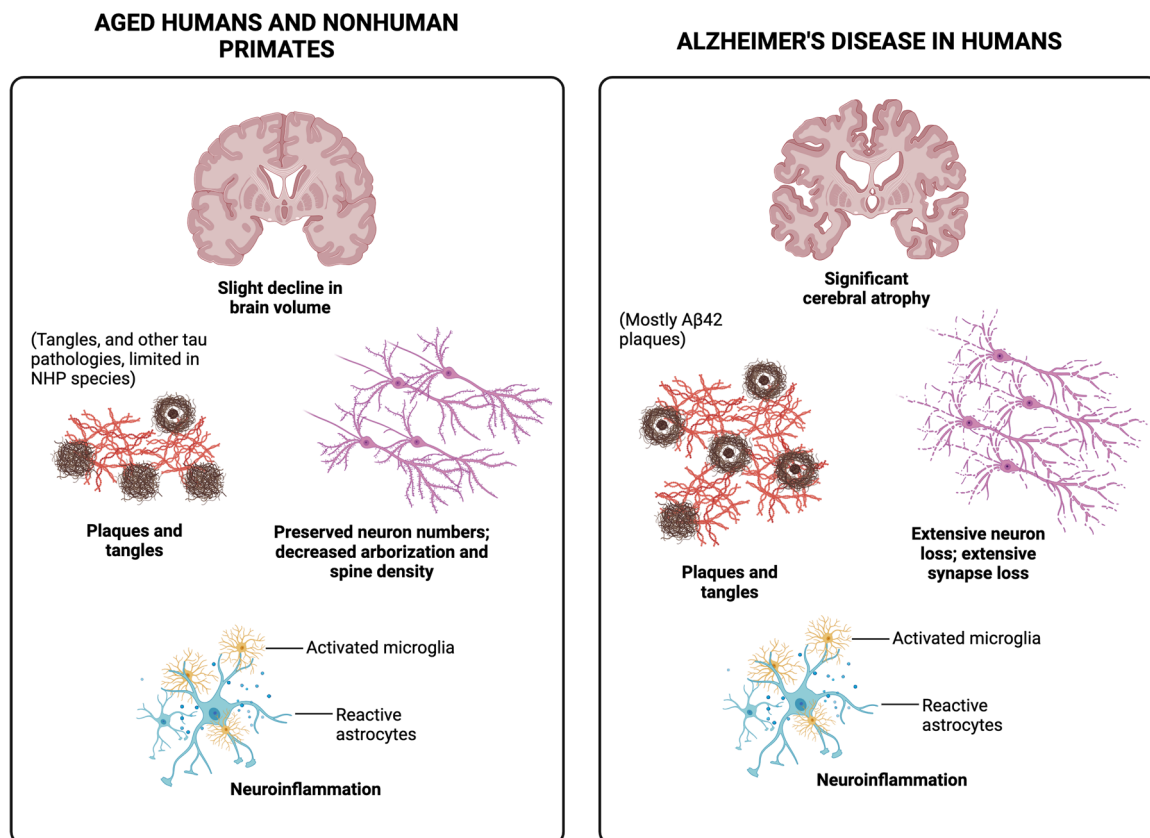 AGED HUMANS AND NONHUMAN
PRIMATES
Slight decline in
brain volume
(Tangles, and other tau
pathologies, limited in
NHP species)
Plaques and
tangles
Preserved neuron numbers;
decreased arborization and
spine density
Activated microglia
Reactive
astrocytes
Neuroinflammation
ALZHEIMER'S DISEASE IN HUMANS
Significant
cerebral atrophy
(Mostly Aβ42
plaques)
Plaques and
tangles
Extensive neuron
loss; extensive
synapse loss
Activated microglia
Reactive
astrocytes
Neuroinflammation